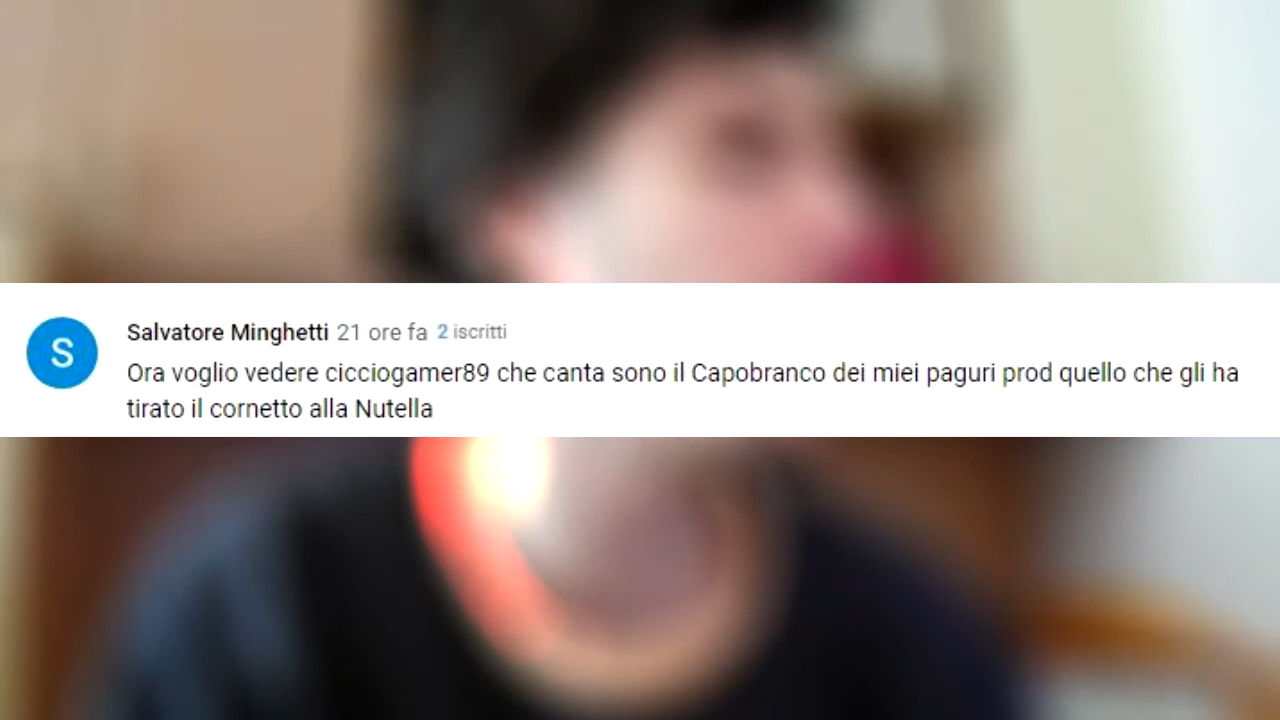 S
Salvatore Minghetti 21 ore fa 2 iscritti
Ora voglio vedere cicciogamer89 che canta sono il Capobranco dei miei paguri prod quello che gli ha
tirato il cornetto alla Nutella